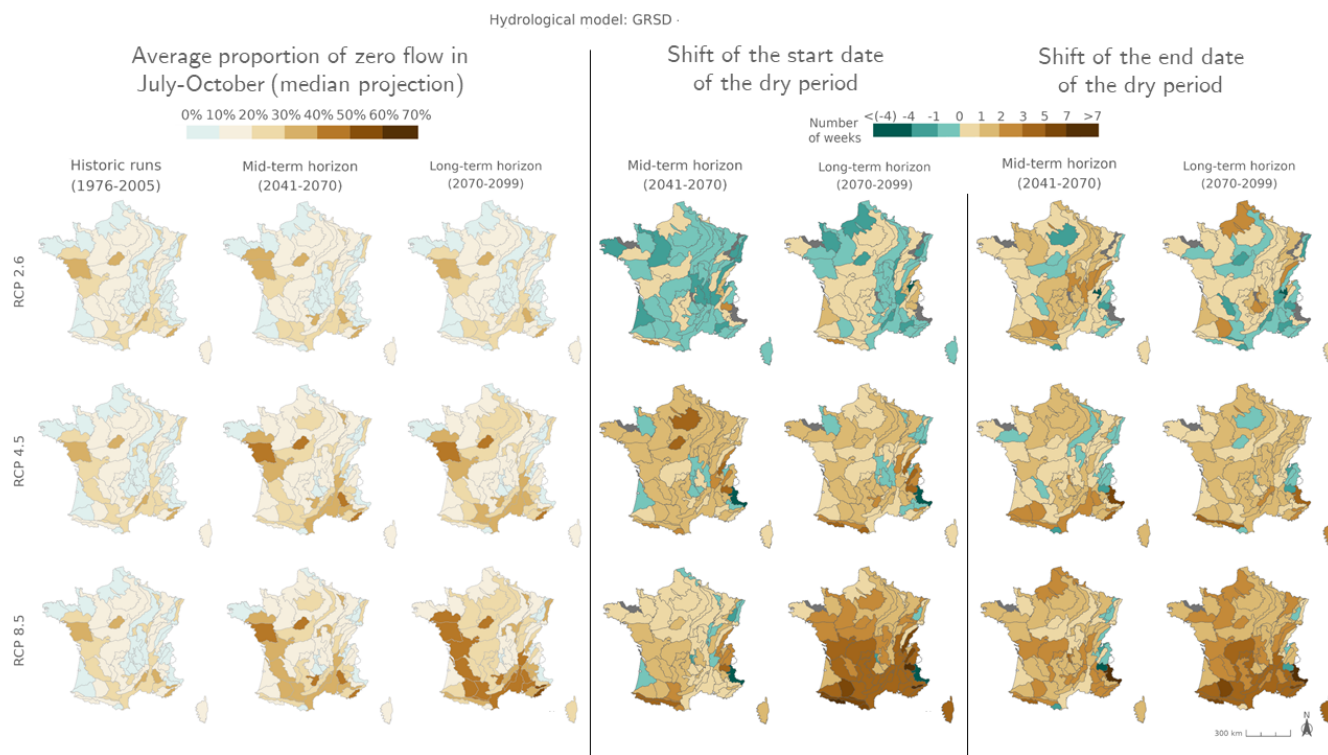 Hydrological model: GRSD ·
Average proportion of zero flow in
July-October (median projection)
0% 10% 20% 30% 40% 50% 60% 70%
Historic runs
(1976-2005)
Mid-term horizon
(2041-2070)
Long-term horizon
(2070-2099)
Shift of the start date
of the dry period
Shift of the end date
of the dry period
Number
of weeks
<(-4) -4 -1 0 1 2 3 5 7 >7
Mid-term horizon
(2041-2070)
Long-term horizon
(2070-2099)
Mid-term horizon
(2041-2070)
Long-term horizon
(2070-2099)
RCP 2.6
RCP 4.5
RCP 8.5
300 km
N